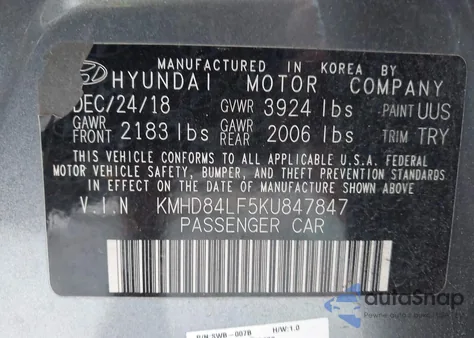 MANUFACTURED IN KOREA BY
HYUNDAI MOTOR COMPANY
DEC/24/18 GVWR 3924 lbs PAINT UUS
GAWR FRONT 2183 lbs GAWR REAR 2006 lbs TRIM TRY
THIS VEHICLE CONFORMS TO ALL APPLICABLE U.S.A. FEDERAL
MOTOR VEHICLE SAFETY, BUMPER, AND THEFT PREVENTION
STANDARDS IN EFFECT ON THE DATE OF MANUFACTURE SHOWN ABOVE
V.I.N KMHD84LF5KU847847
PASSENGER CAR
autoSnap
P/N:SWB-007B H/W:1.0